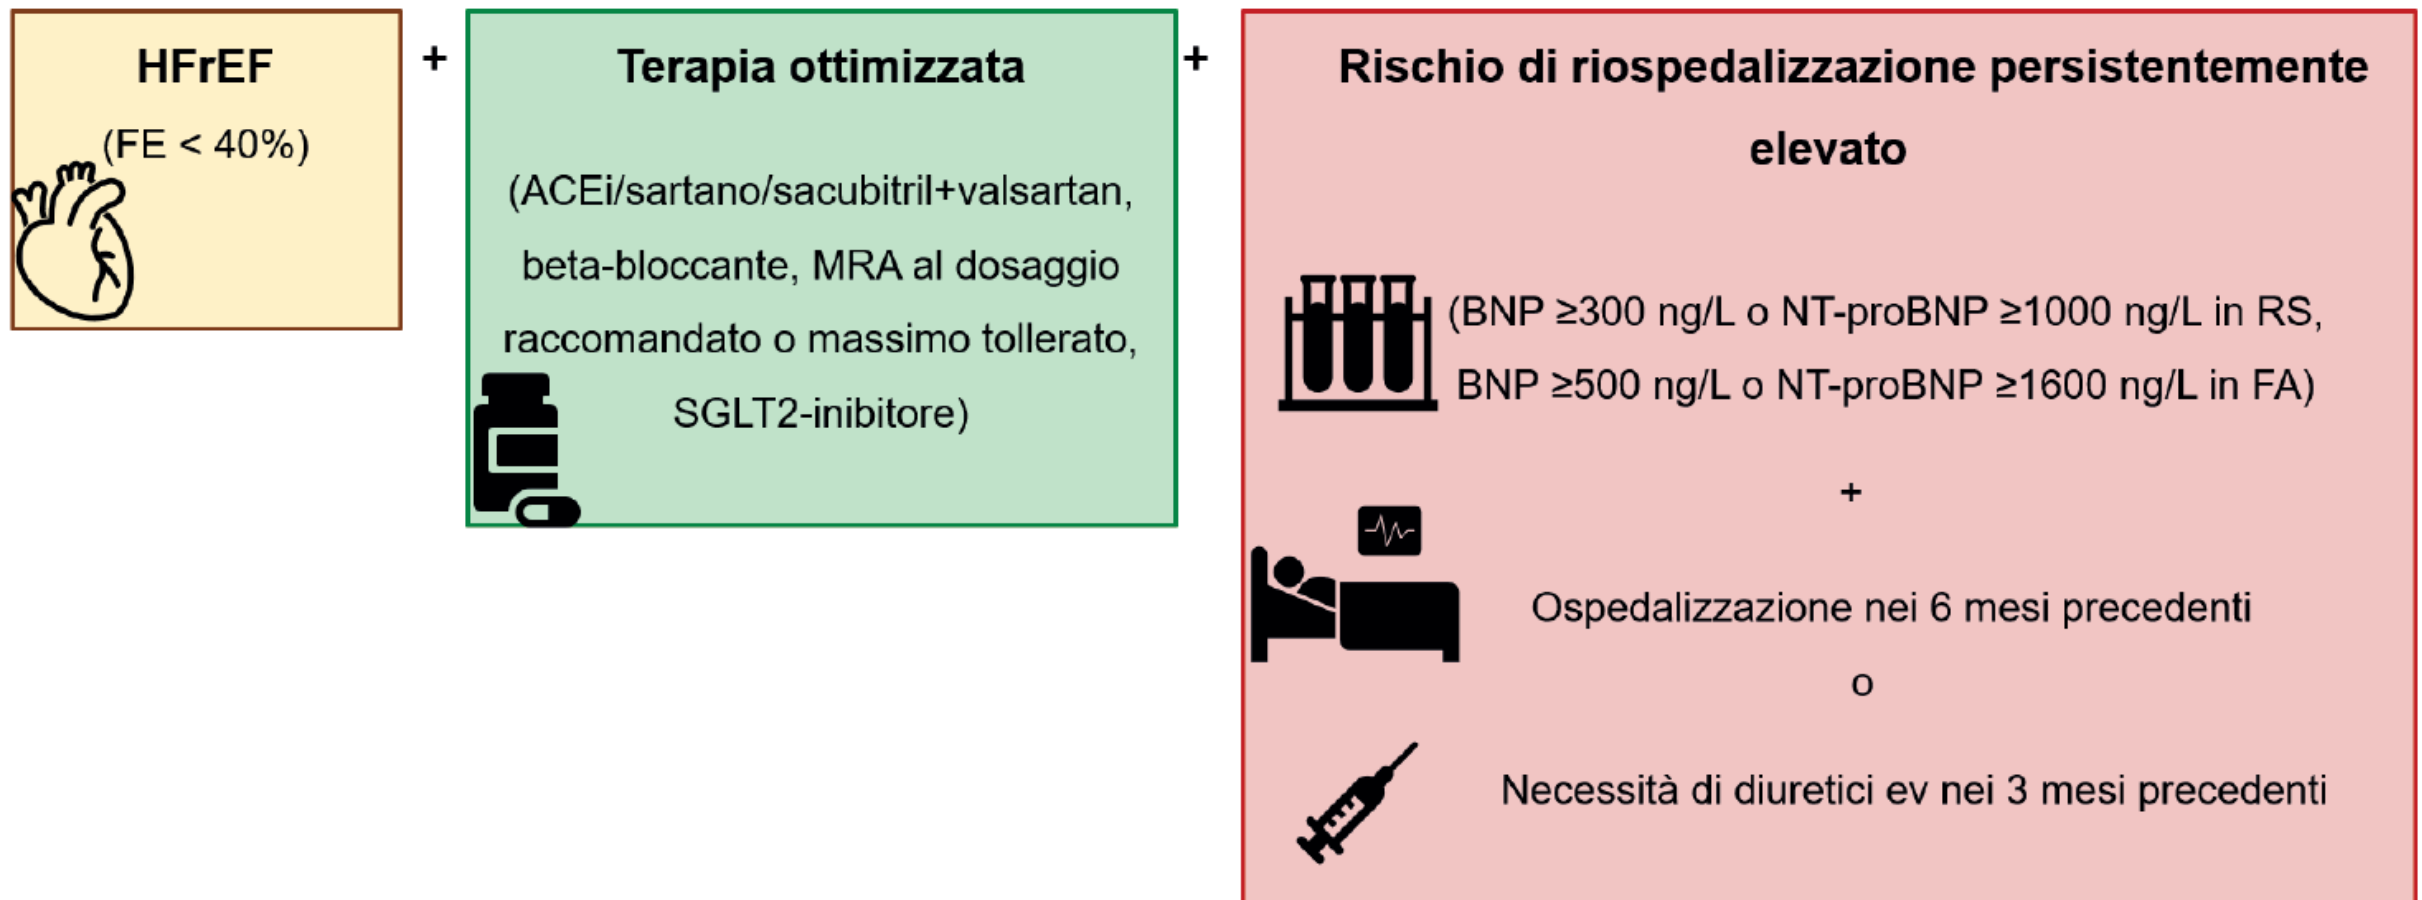 HFrEF
(FE < 40%)
+
Terapia ottimizzata
(ACEi/sartano/sacubitril+valsartan,
beta-bloccante, MRA al dosaggio
raccomandato o massimo tollerato,
SGLT2-inibitore)
+
Rischio di riospedalizzazione persistentemente
elevato
(BNP ≥300 ng/L o NT-proBNP ≥1000 ng/L in RS,
BNP ≥500 ng/L o NT-proBNP ≥1600 ng/L in FA)
+
Ospedalizzazione nei 6 mesi precedenti
o
Necessità di diuretici ev nei 3 mesi precedenti